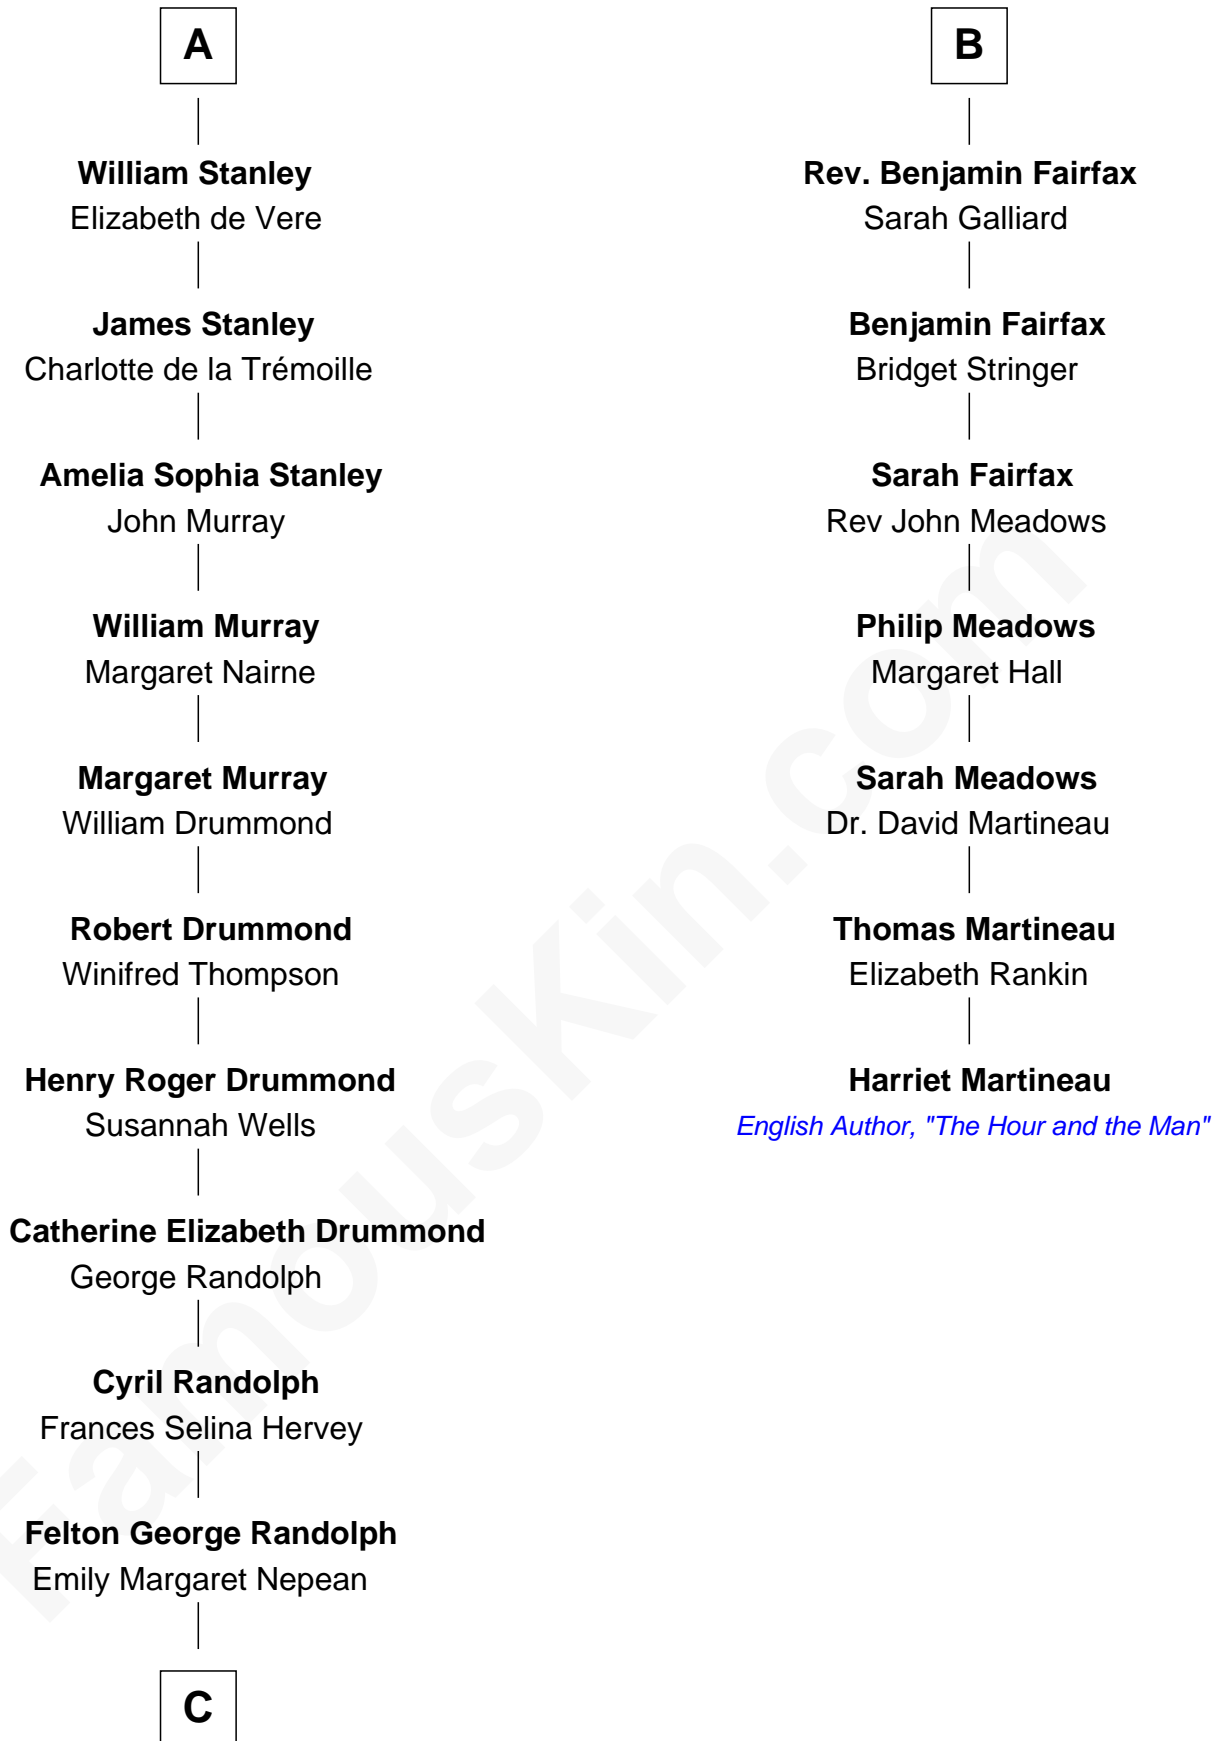 A
William Stanley
Elizabeth de Vere
James Stanley
Charlotte de la Trémoille
Amelia Sophia Stanley
John Murray
William Murray
Margaret Nairne
Margaret Murray
William Drummond
Robert Drummond
Winifred Thompson
Henry Roger Drummond
Susannah Wells
Catherine Elizabeth Drummond
George Randolph
Cyril Randolph
Frances Selina Hervey
Felton George Randolph
Emily Margaret Nepean
C
B
Rev. Benjamin Fairfax
Sarah Galliard
Benjamin Fairfax
Bridget Stringer
Sarah Fairfax
Rev John Meadows
Philip Meadows
Margaret Hall
Sarah Meadows
Dr. David Martineau
Thomas Martineau
Elizabeth Rankin
Harriet Martineau
English Author, "The Hour and the Man"
FamousKin.com